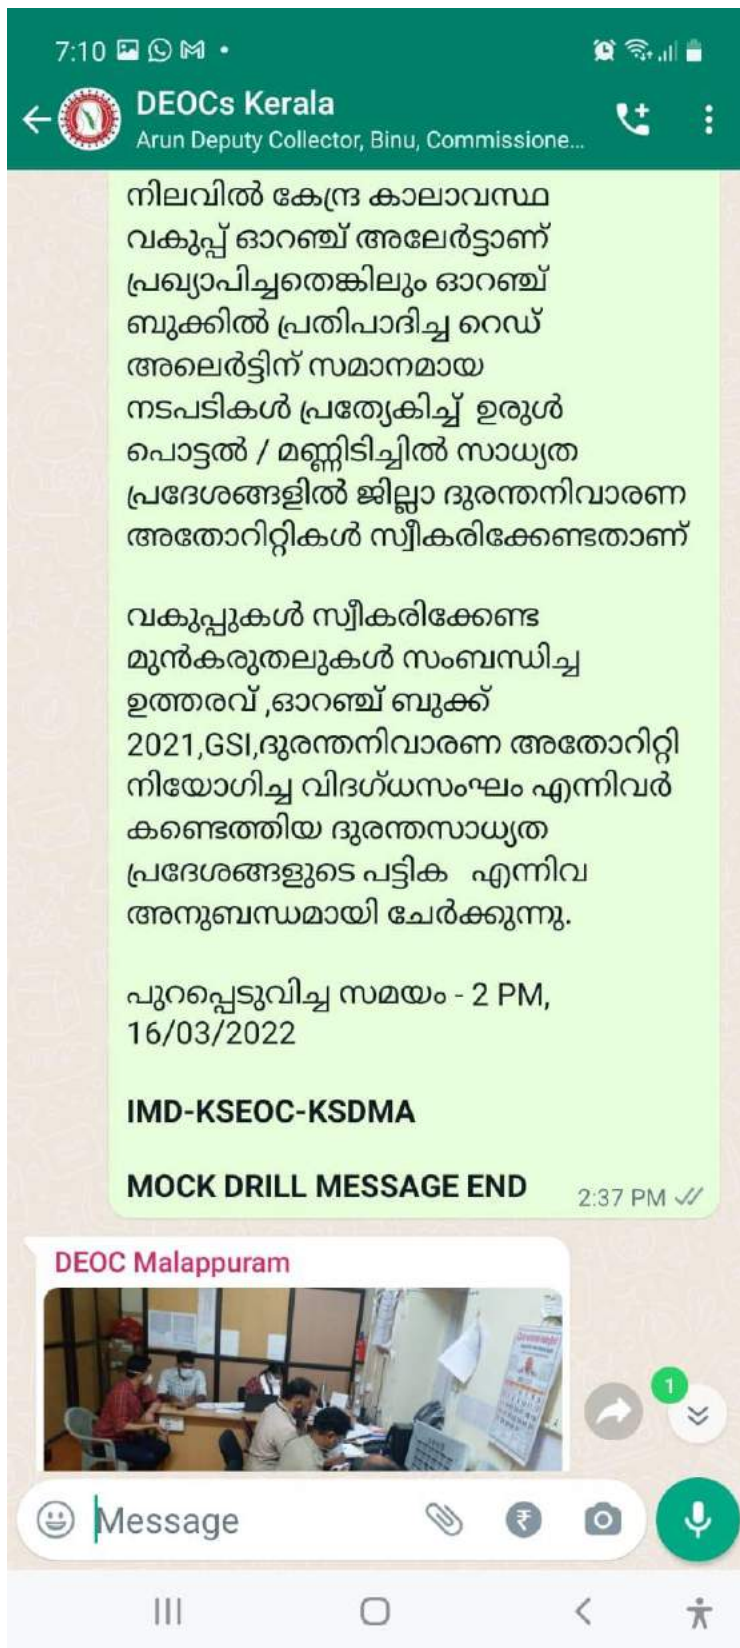 7:10
DEOCs Kerala
Arun Deputy Collector, Binu, Commissione...
നിലവിൽ കേന്ദ്ര കാലാവസ്ഥ
വകുപ്പ് ഓറഞ്ച് അലേർട്ടാണ്
പ്രഖ്യാപിച്ചതെങ്കിലും ഓറഞ്ച്
ബുക്കിൽ പ്രതിപാദിച്ച റെഡ്
അലെർട്ടിന് സമാനമായ
നടപടികൾ പ്രത്യേകിച്ച് ഉരുൾ
പൊട്ടൽ / മണ്ണിടിച്ചിൽ സാധ്യത
പ്രദേശങ്ങളിൽ ജില്ലാ ദുരന്തനിവാരണ
അതോറിറ്റികൾ സ്വീകരിക്കേണ്ടതാണ്
വകുപ്പുകൾ സ്വീകരിക്കേണ്ട
മുൻകരുതലുകൾ സംബന്ധിച്ച
ഉത്തരവ് ,ഓറഞ്ച് ബുക്ക്
2021,GSI,ദുരന്തനിവാരണ അതോറിറ്റി
നിയോഗിച്ച വിദഗ്ധസംഘം എന്നിവർ
കണ്ടെത്തിയ ദുരന്തസാധ്യത
പ്രദേശങ്ങളുടെ പട്ടിക എന്നിവ
അനുബന്ധമായി ചേർക്കുന്നു.
പുറപ്പെടുവിച്ച സമയം - 2 PM,
16/03/2022
IMD-KSEOC-KSDMA
MOCK DRILL MESSAGE END
2:37 PM
DEOC Malappuram
1
Message